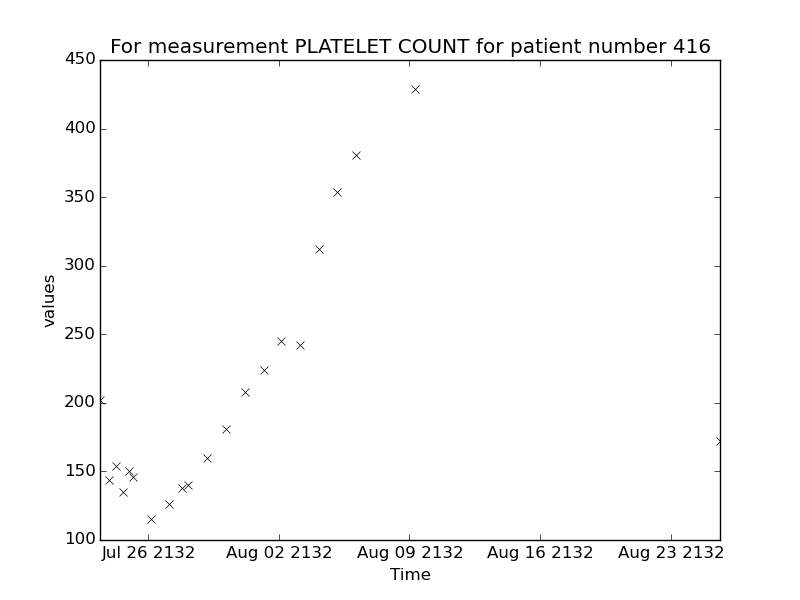 For measurement PLATELET COUNT for patient number 416
450
400
350
300
250
200
150
100
values
Jul 26 2132
Aug 02 2132
Aug 09 2132
Aug 16 2132
Aug 23 2132
Time